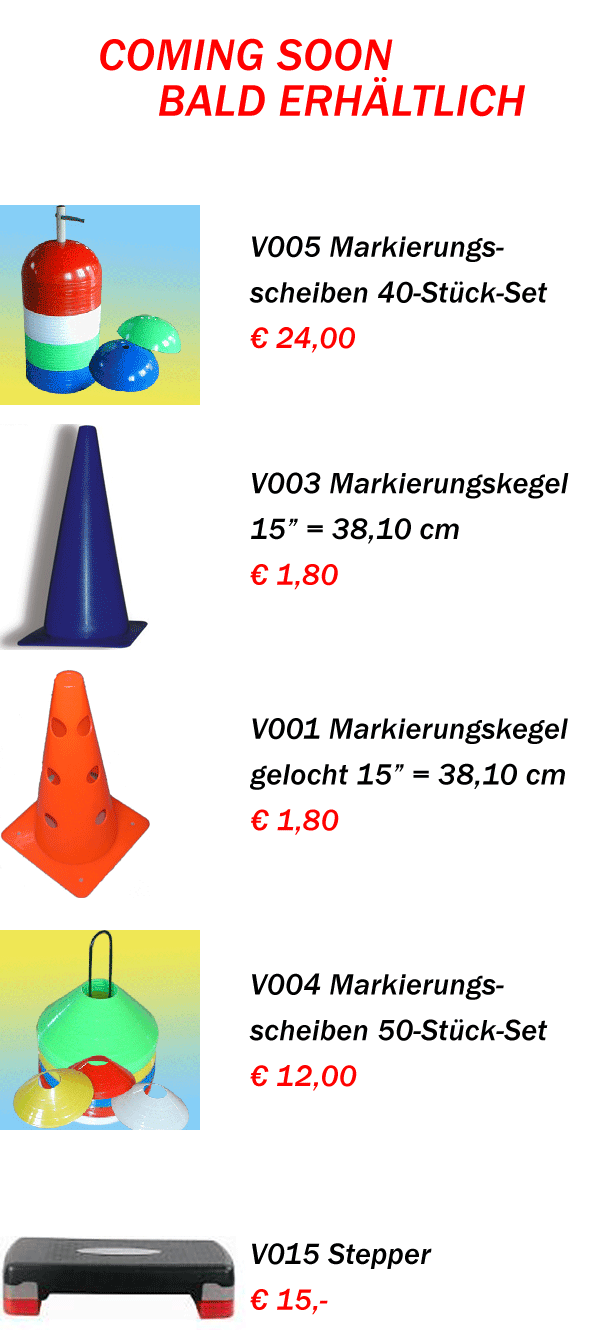 COMING SOON
BALD ERHÄLTLICH
V005 Markierungs-
scheiben 40-Stück-Set
€ 24,00
V003 Markierungskegel
15” = 38,10 cm
€ 1,80
V001 Markierungskegel
gelocht 15” = 38,10 cm
€ 1,80
V004 Markierungs-
scheiben 50-Stück-Set
€ 12,00
V015 Stepper
€ 15,-